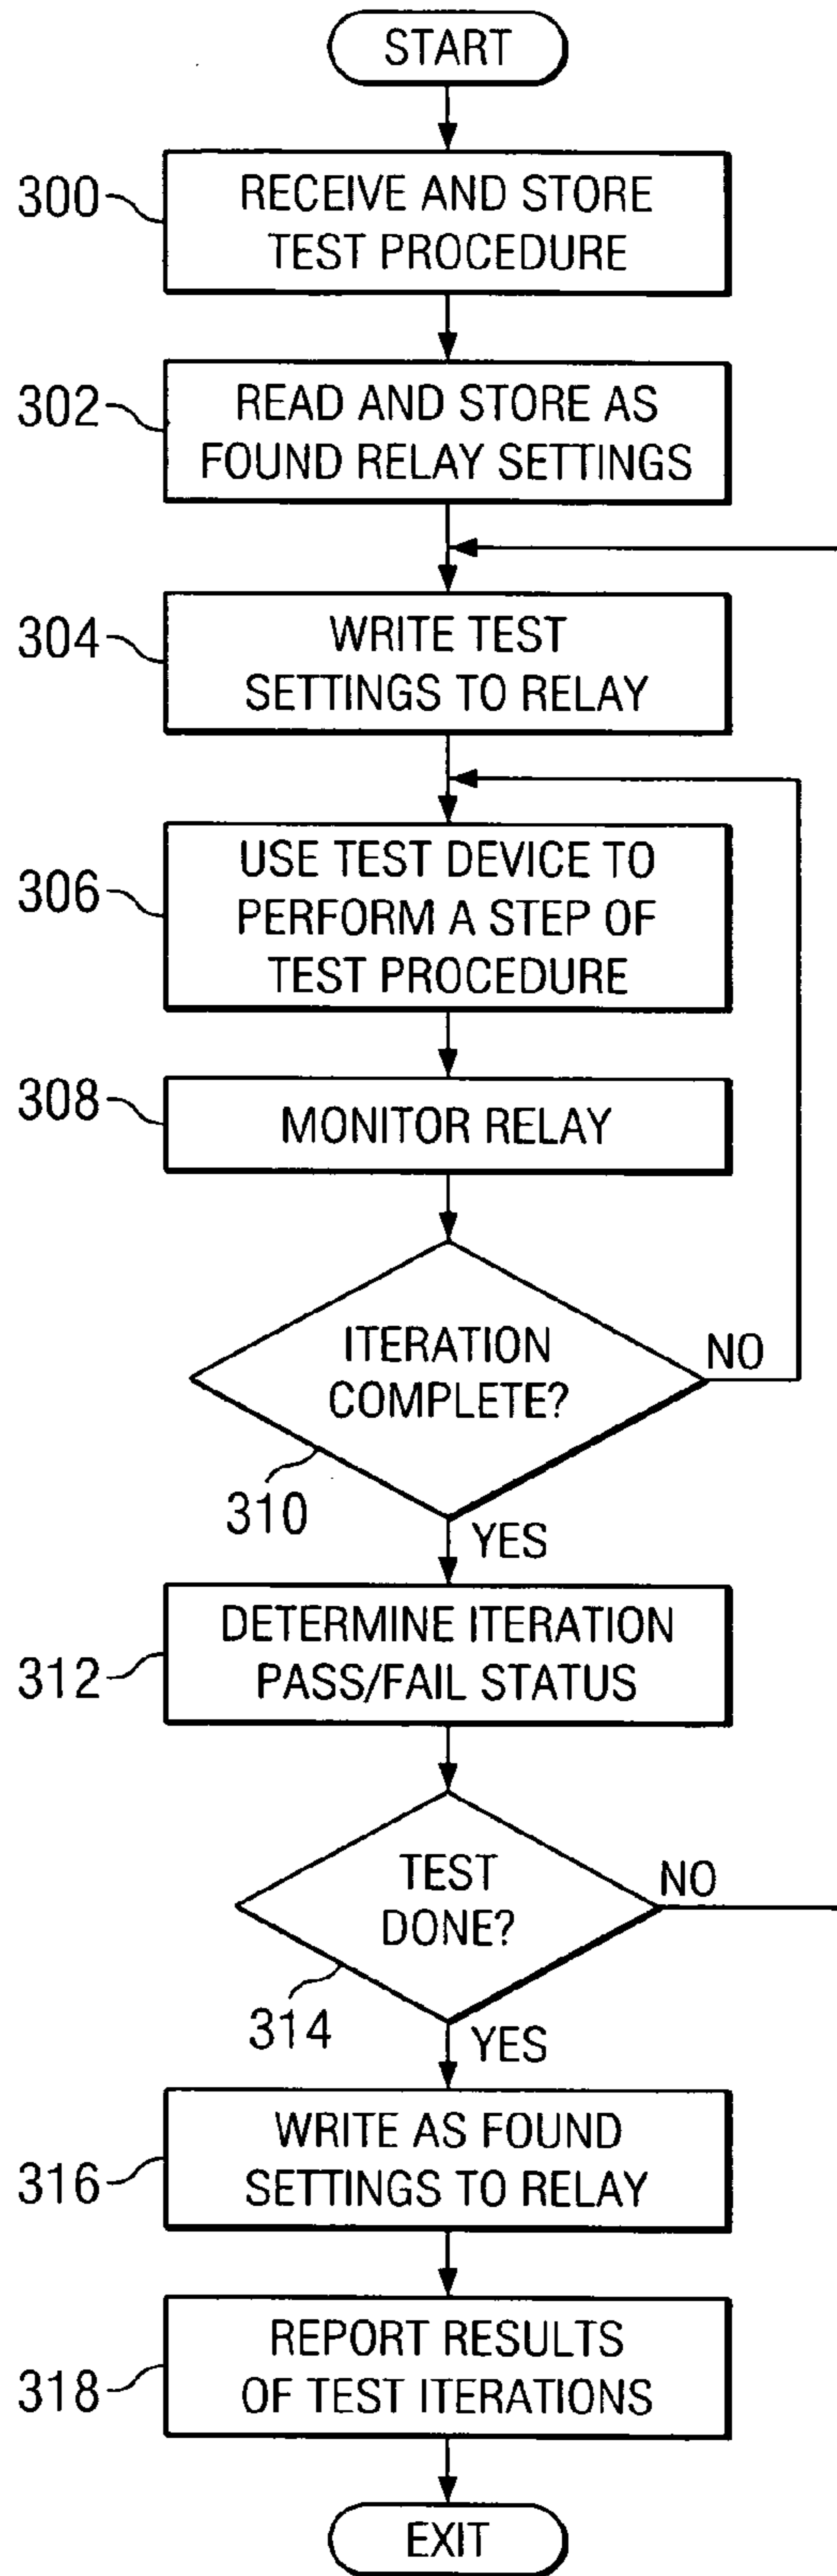 START
300
RECEIVE AND STORE
TEST PROCEDURE
302
READ AND STORE AS
FOUND RELAY SETTINGS
304
WRITE TEST
SETTINGS TO RELAY
306
USE TEST DEVICE TO
PERFORM A STEP OF
TEST PROCEDURE
308
MONITOR RELAY
ITERATION
COMPLETE?
NO
310
YES
312
DETERMINE ITERATION
PASS/FAIL STATUS
TEST
DONE?
NO
314
YES
316
WRITE AS FOUND
SETTINGS TO RELAY
318
REPORT RESULTS
OF TEST ITERATIONS
EXIT